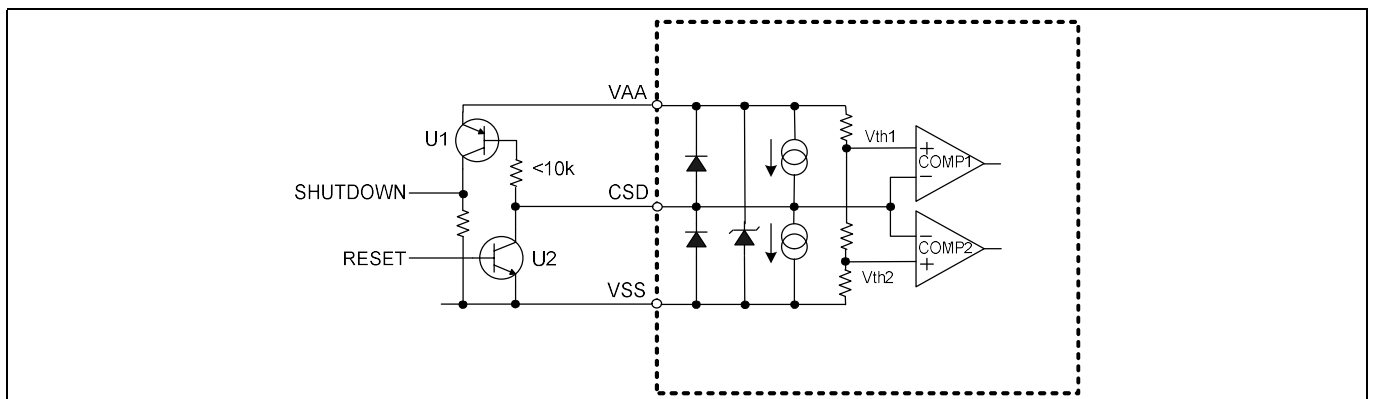 VAA
U1
Vth1
+
COMP1
−
<10k
SHUTDOWN
CSD
−
COMP2
+
RESET
U2
Vth2
VSS